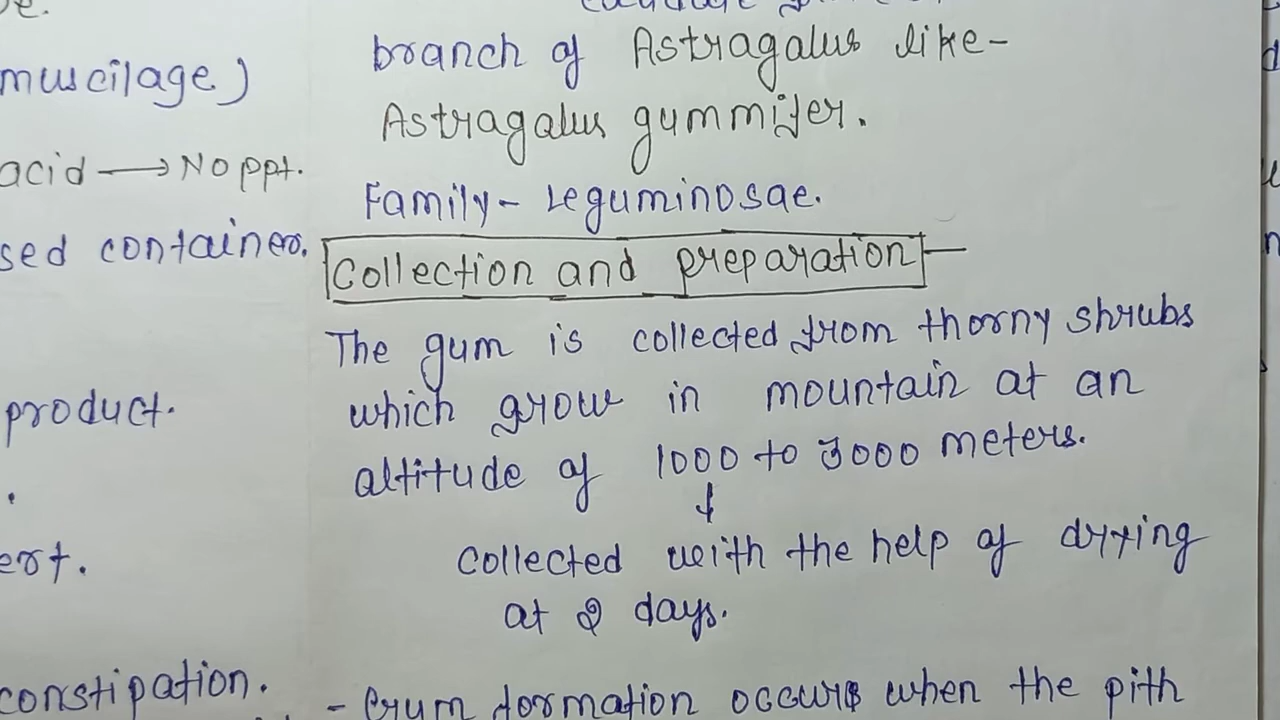 muscilage)
acid → No ppt.
sed container.
product.
ert.
constipation.
branch of Astragalus like-
Astragalus gummifer.
Family - Leguminosae.
Collection and preparation -
The gum is collected from thorny shrubs
which grow in mountain at an
altitude of 1000 to 3000 meters.
↓
Collected with the help of drying
at 2 days.
- Gum formation occurs when the pith